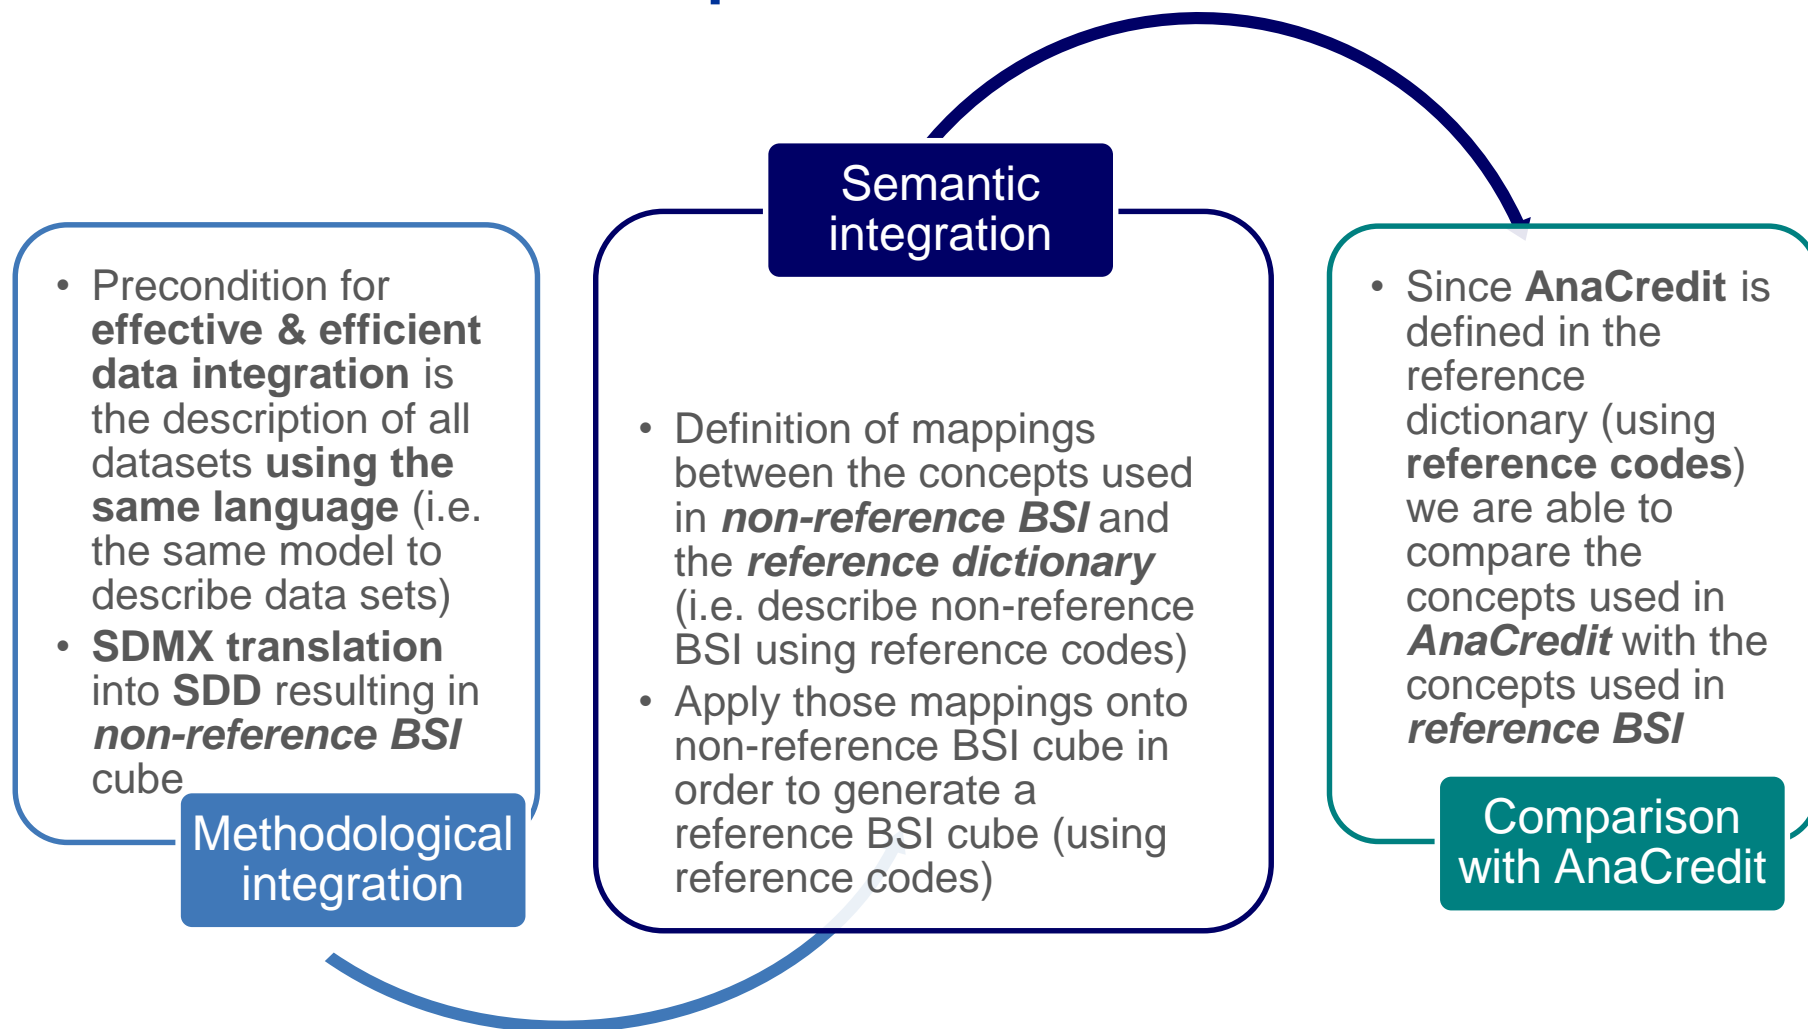 • Precondition for
effective & efficient
data integration is
the description of all
datasets using the
same language (i.e.
the same model to
describe data sets)
• SDMX translation
into SDD resulting in
non-reference BSI
cube
Methodological
integration
Semantic
integration
• Definition of mappings
between the concepts used
in non-reference BSI and
the reference dictionary
(i.e. describe non-reference
BSI using reference codes)
• Apply those mappings onto
non-reference BSI cube in
order to generate a
reference BSI cube (using
reference codes)
• Since AnaCredit is
defined in the
reference
dictionary (using
reference codes)
we are able to
compare the
concepts used in
AnaCredit with the
concepts used in
reference BSI
Comparison
with AnaCredit